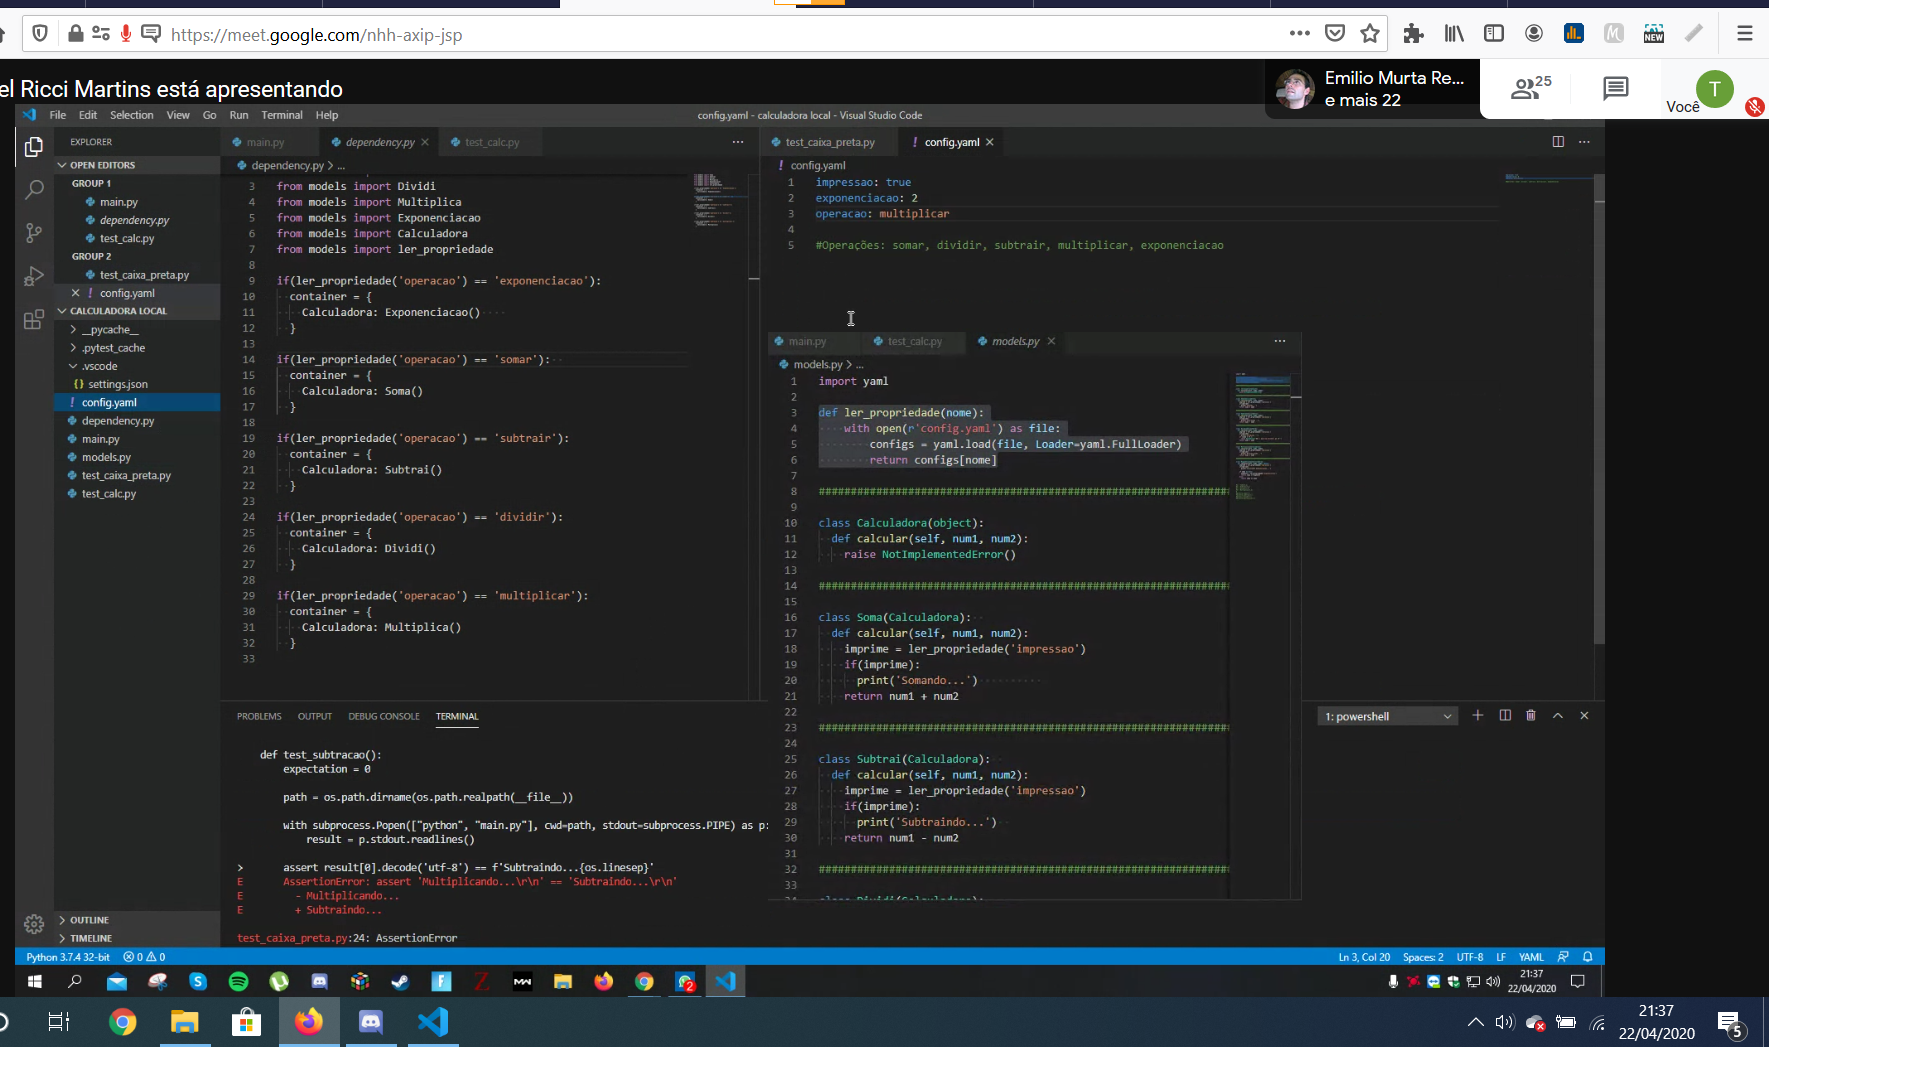 https://meet.google.com/nhh-axip-jsp
el Ricci Martins está apresentando
Emilio Murta Re...
e mais 22
25
T
Você
File Edit Selection View Go Run Terminal Help
config.yaml - calculadora local - Visual Studio Code
EXPLORER
OPEN EDITORS
GROUP 1
main.py
dependency.py
test_calc.py
GROUP 2
test_caixa_preta.py
config.yaml
CALCULADORA LOCAL
__pycache__
.pytest_cache
.vscode
settings.json
config.yaml
dependency.py
main.py
models.py
test_caixa_preta.py
test_calc.py
OUTLINE
TIMELINE
main.py dependency.py test_calc.py
dependency.py > ...
3 from models import Dividi
4 from models import Multiplica
5 from models import Exponenciacao
6 from models import Calculadora
7 from models import ler_propriedade
8
9 if(ler_propriedade('operacao') == 'exponenciacao'):
10 container = {
11 Calculadora: Exponenciacao()
12 }
13
14 if(ler_propriedade('operacao') == 'somar'):
15 container = {
16 Calculadora: Soma()
17 }
18
19 if(ler_propriedade('operacao') == 'subtrair'):
20 container = {
21 Calculadora: Subtrai()
22 }
23
24 if(ler_propriedade('operacao') == 'dividir'):
25 container = {
26 Calculadora: Dividi()
27 }
28
29 if(ler_propriedade('operacao') == 'multiplicar'):
30 container = {
31 Calculadora: Multiplica()
32 }
33
test_caixa_preta.py config.yaml
config.yaml
1 impressao: true
2 exponenciacao: 2
3 operacao: multiplicar
4
5 #Operações: somar, dividir, subtrair, multiplicar, exponenciacao
main.py test_calc.py models.py
models.py > ...
1 import yaml
2
3 def ler_propriedade(nome):
4 with open(r'config.yaml') as file:
5 configs = yaml.load(file, Loader=yaml.FullLoader)
6 return configs[nome]
7
8 ################################################################
9
10 class Calculadora(object):
11 def calcular(self, num1, num2):
12 raise NotImplementedError()
13
14 ################################################################
15
16 class Soma(Calculadora):
17 def calcular(self, num1, num2):
18 imprime = ler_propriedade('impressao')
19 if(imprime):
20 print('Somando...')
21 return num1 + num2
22
23 ################################################################
24
25 class Subtrai(Calculadora):
26 def calcular(self, num1, num2):
27 imprime = ler_propriedade('impressao')
28 if(imprime):
29 print('Subtraindo...')
30 return num1 - num2
31
32 ################################################################
33
34 class Dividi(Calculadora):
PROBLEMS OUTPUT DEBUG CONSOLE TERMINAL
1: powershell
def test_subtracao():
expectation = 0
path = os.path.dirname(os.path.realpath(__file__))
with subprocess.Popen(["python", "main.py"], cwd=path, stdout=subprocess.PIPE) as p:
result = p.stdout.readlines()
> assert result[0].decode('utf-8') == f'Subtraindo...{os.linesep}'
E AssertionError: assert 'Multiplicando...\r\n' == 'Subtraindo...\r\n'
E - Multiplicando...
E + Subtraindo...
test_caixa_preta.py:24: AssertionError
Python 3.7.4 32-bit 0 0
Ln 3, Col 20 Spaces: 2 UTF-8 LF YAML
21:37
22/04/2020
21:37
22/04/2020
5